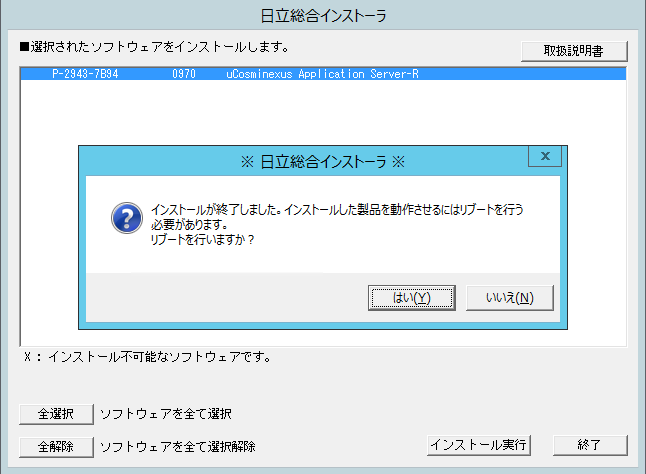 日立総合インストーラ
■選択されたソフトウェアをインストールします。
取扱説明書
P-2943-7B94 0970 uCosminexus Application Server-R
※ 日立総合インストーラ ※
x
インストールが終了しました。インストールした製品を動作させるにはリブートを行う
必要があります。
リブートを行いますか？
はい(Y)
いいえ(N)
X： インストール不可能なソフトウェアです。
全選択 ソフトウェアを全て選択
全解除 ソフトウェアを全て選択解除
インストール実行
終了